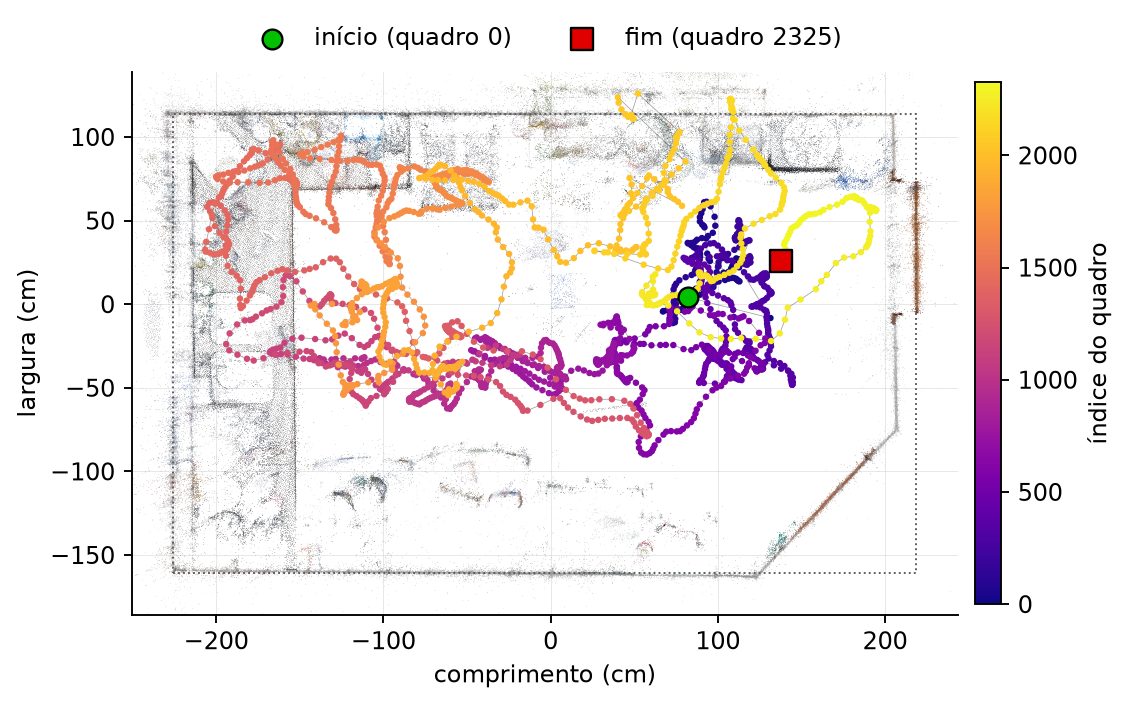 início (quadro 0) fim (quadro 2325)
100
50
0
−50
−100
−150
largura (cm)
−200 −100 0 100 200
comprimento (cm)
2000
1500
1000
500
0
índice do quadro